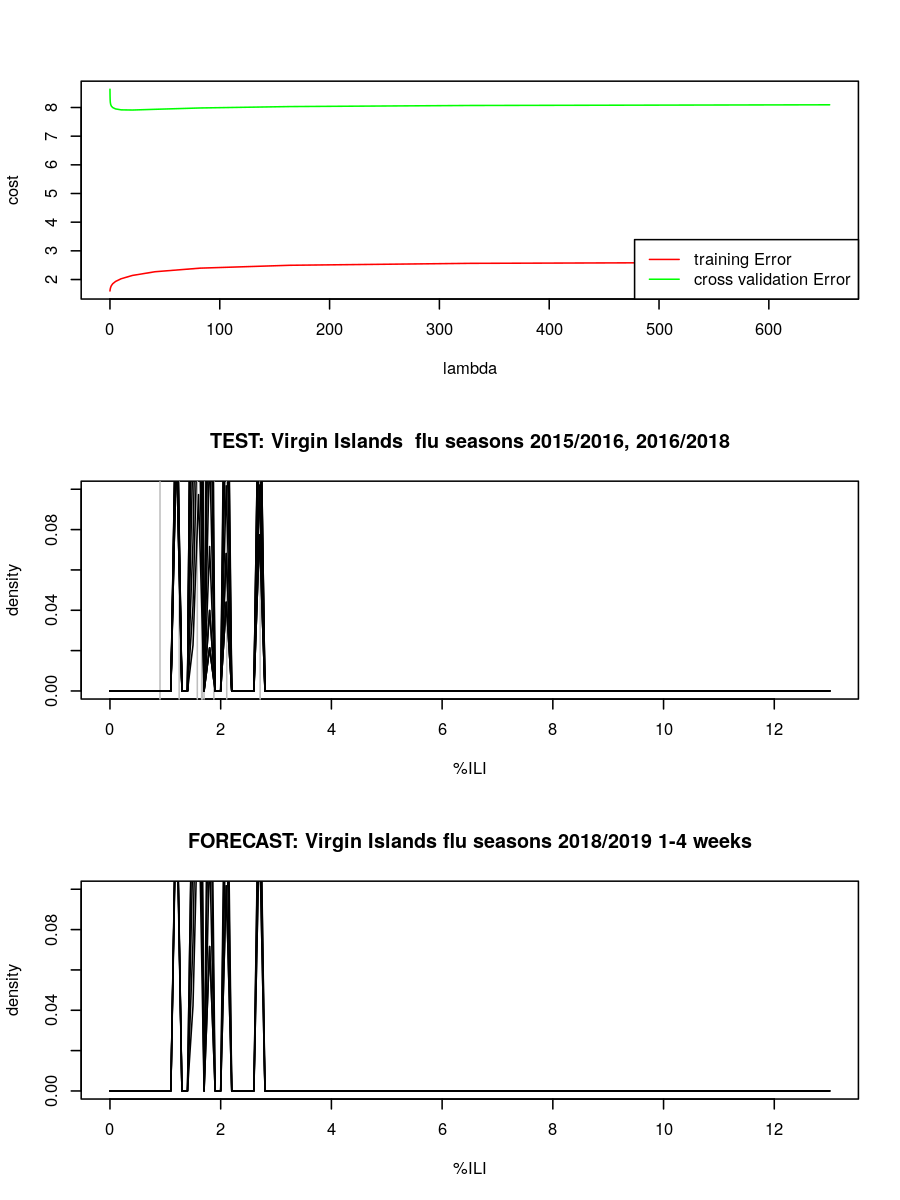 cost
8
7
6
5
4
3
2
training Error
cross validation Error
0 100 200 300 400 500 600
lambda
TEST: Virgin Islands  flu seasons 2015/2016, 2016/2018
density
0.08
0.04
0.00
0 2 4 6 8 10 12
%ILI
FORECAST: Virgin Islands flu seasons 2018/2019 1-4 weeks
density
0.08
0.04
0.00
0 2 4 6 8 10 12
%ILI